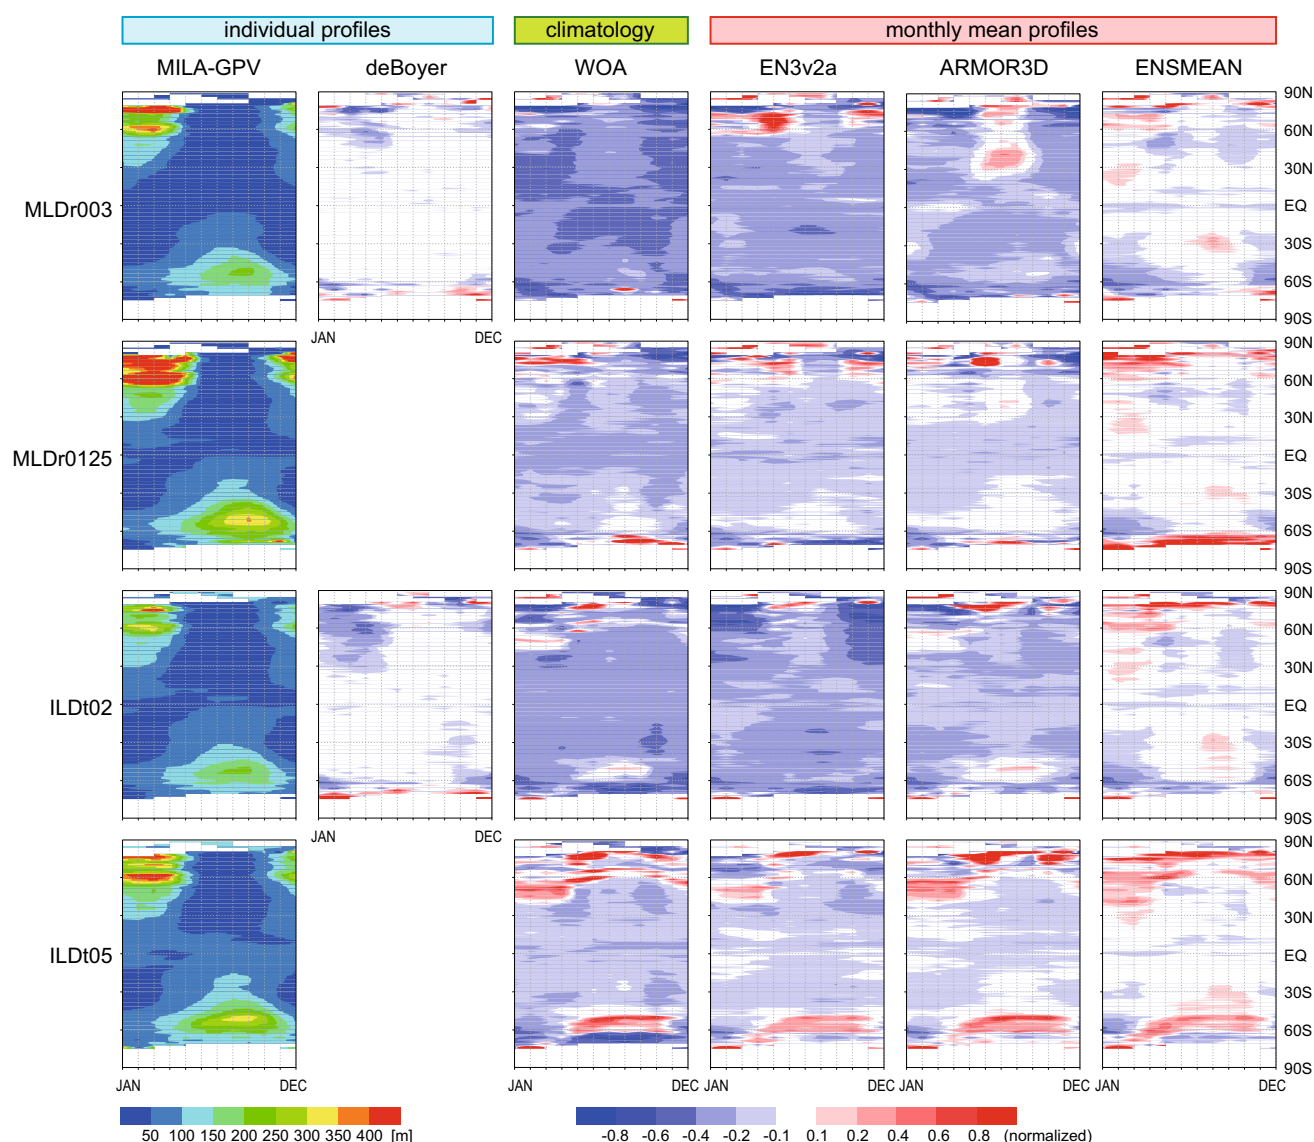 individual profiles climatology monthly mean profiles
MILA-GPV deBoyer WOA EN3v2a ARMOR3D ENSMEAN
90N
60N
30N
MLDr003 EQ
30S
60S
90S
JAN DEC
90N
60N
30N
MLDr0125 EQ
30S
60S
90S
90N
60N
30N
ILDt02 EQ
30S
60S
90S
JAN DEC
90N
60N
30N
ILDt05 EQ
30S
60S
90S
JAN DEC JAN DEC JAN DEC JAN DEC JAN DEC
50 100 150 200 250 300 350 400 [m] -0.8 -0.6 -0.4 -0.2 -0.1 0.1 0.2 0.4 0.6 0.8 (normalized)